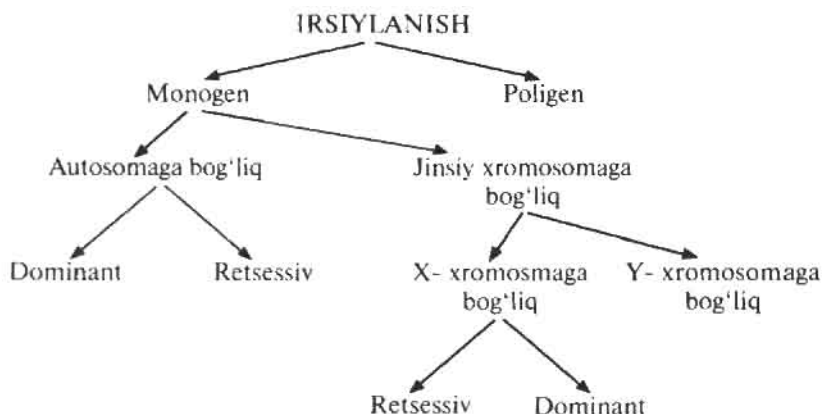 IRSIYLANISH
Monogen Poligen
Autosomaga bog‘liq Jinsiy xromosomaga
bog‘liq
Dominant Retsessiv X- xromosmaga Y- xromosomaga
bog‘liq bog‘liq
Retsessiv Dominant